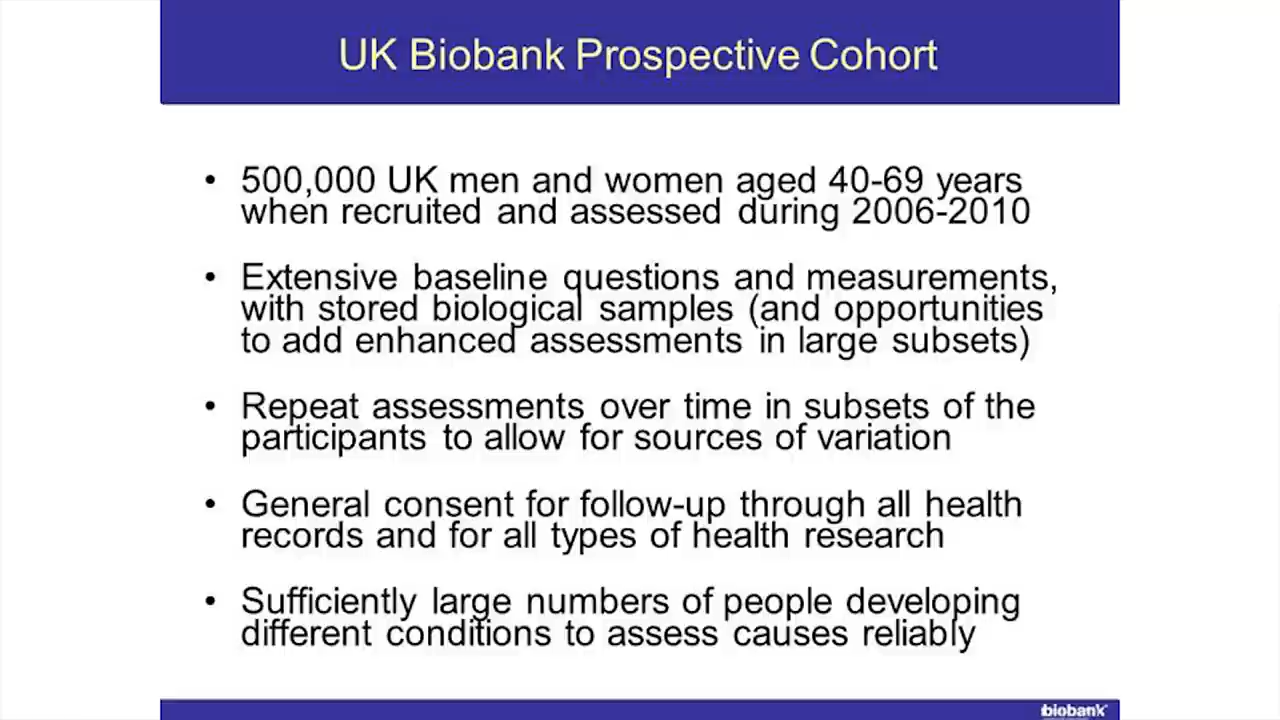 UK Biobank Prospective Cohort
• 500,000 UK men and women aged 40-69 years
when recruited and assessed during 2006-2010
• Extensive baseline questions and measurements,
with stored biological samples (and opportunities
to add enhanced assessments in large subsets)
• Repeat assessments over time in subsets of the
participants to allow for sources of variation
• General consent for follow-up through all health
records and for all types of health research
• Sufficiently large numbers of people developing
different conditions to assess causes reliably
biobank